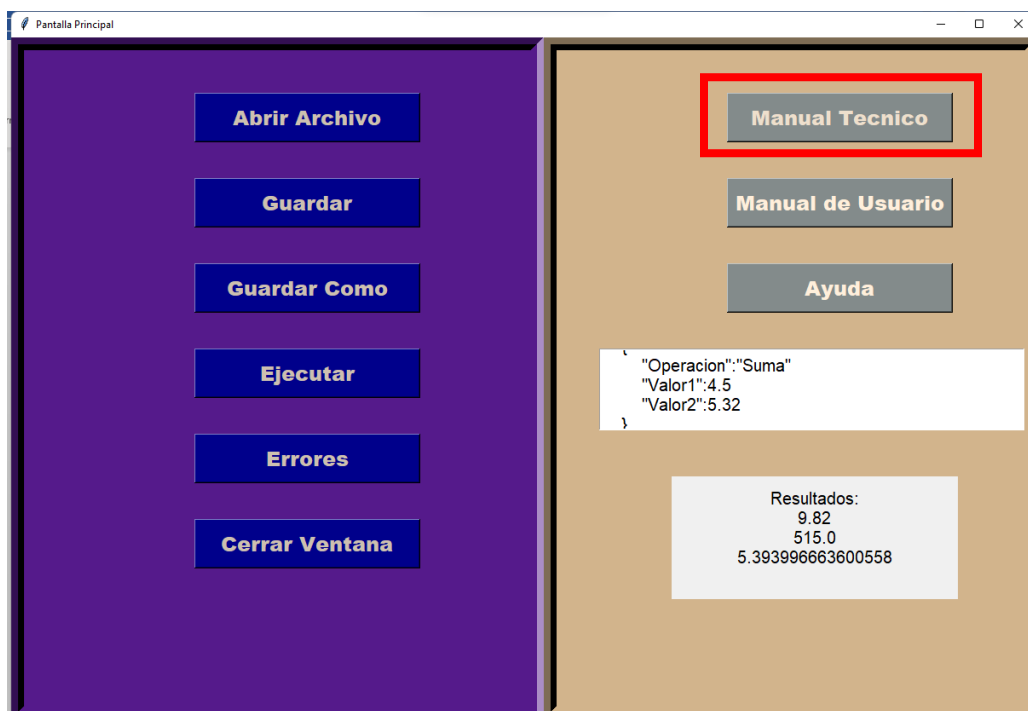 Pantalla Principal
Abrir Archivo
Guardar
Guardar Como
Ejecutar
Errores
Cerrar Ventana
Manual Tecnico
Manual de Usuario
Ayuda
{
"Operacion":"Suma"
"Valor1":4.5
"Valor2":5.32
}
Resultados:
9.82
515.0
5.393996663600558